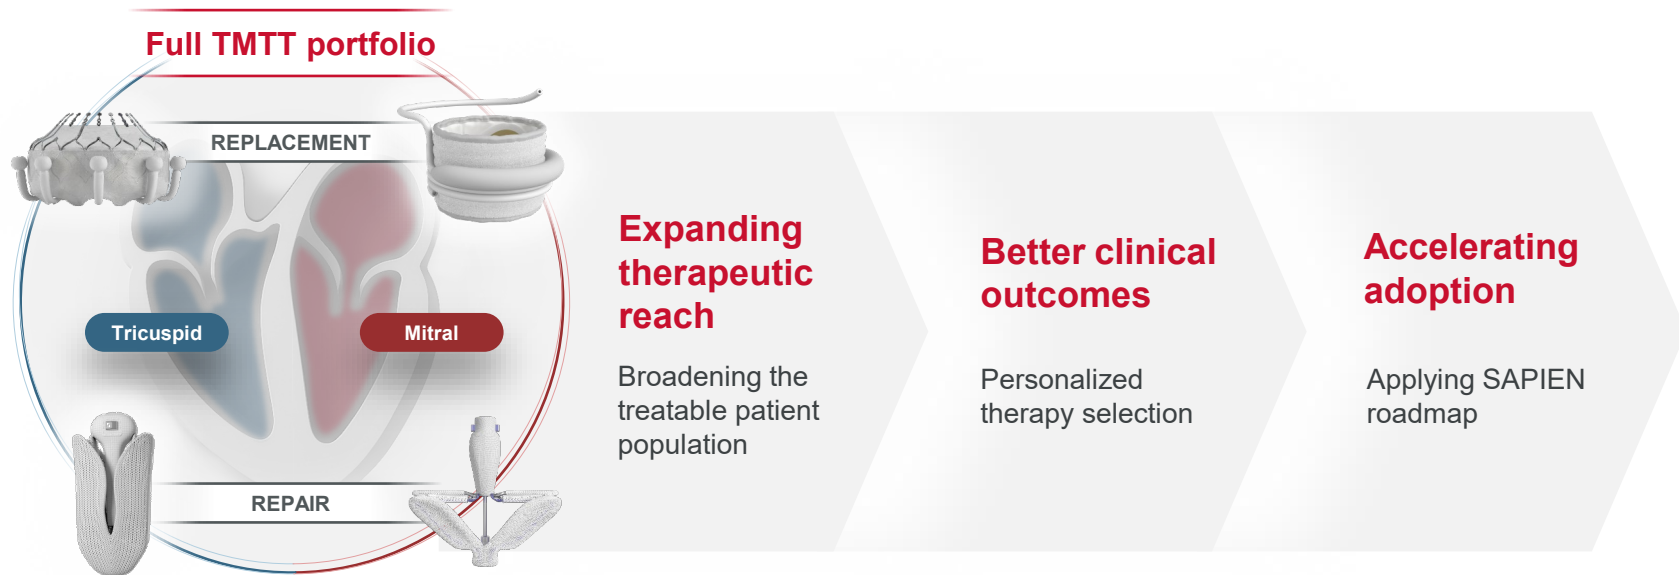 Full TMTT portfolio
REPLACEMENT
Tricuspid
Mitral
REPAIR
Expanding
therapeutic
reach
Broadening the
treatable patient
population
Better clinical
outcomes
Personalized
therapy selection
Accelerating
adoption
Applying SAPIEN
roadmap